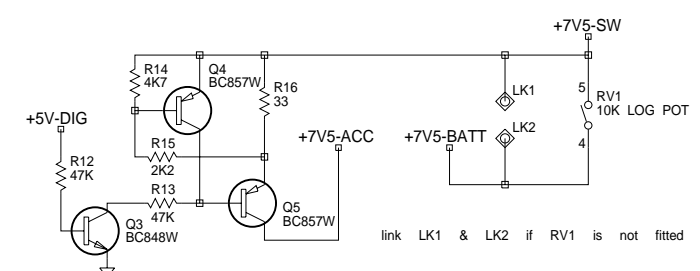 +7V5-SW
R14
4K7
Q4
BC857W
R16
33
LK1
5
RV1
10K LOG POT
+5V-DIG
+7V5-ACC
+7V5-BATT
LK2
4
R12
47K
R15
2K2
R13
47K
Q5
BC857W
Q3
BC848W
link LK1 & LK2 if RV1 is not fitted